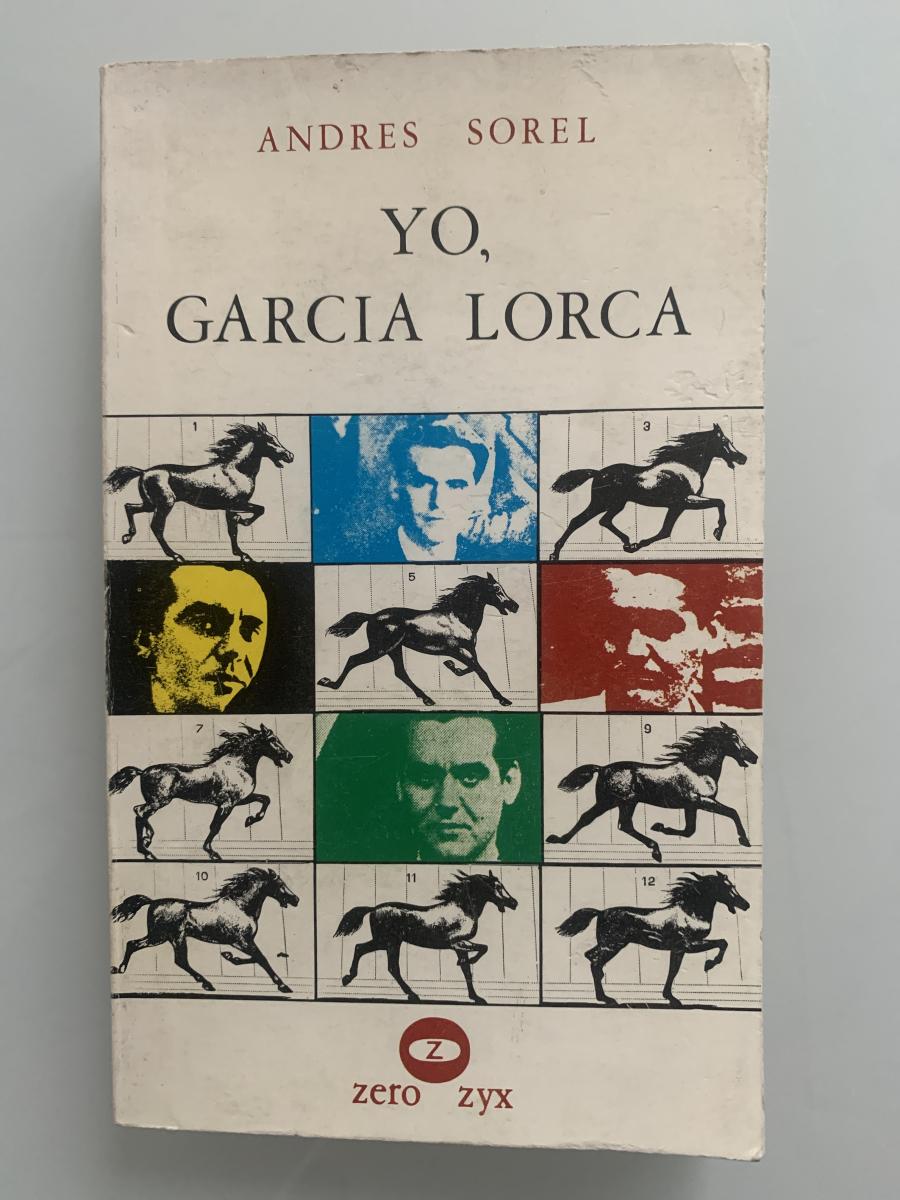 ANDRES SOREL
YO,
GARCIA LORCA
1
3
5
7
9
10
11
12
Z
zero zyx